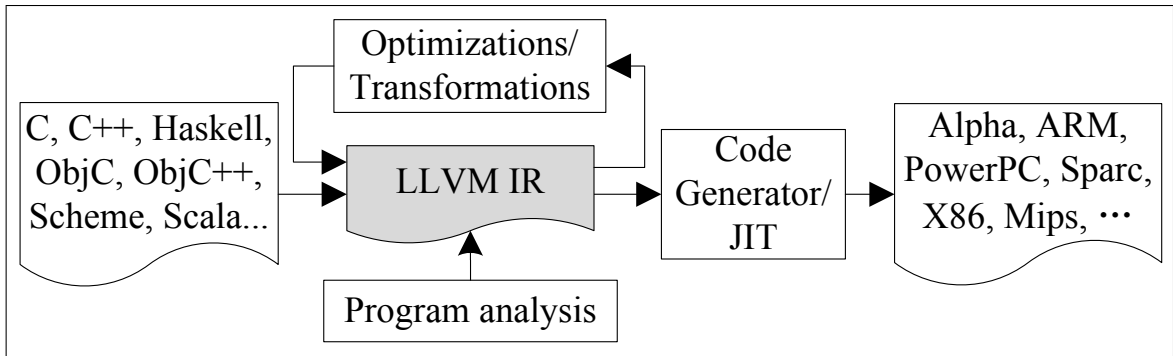 Optimizations/
Transformations
C, C++, Haskell,
ObjC, ObjC++,
Scheme, Scala...
LLVM IR
Code
Generator/
JIT
Alpha, ARM,
PowerPC, Sparc,
X86, Mips, ···
Program analysis